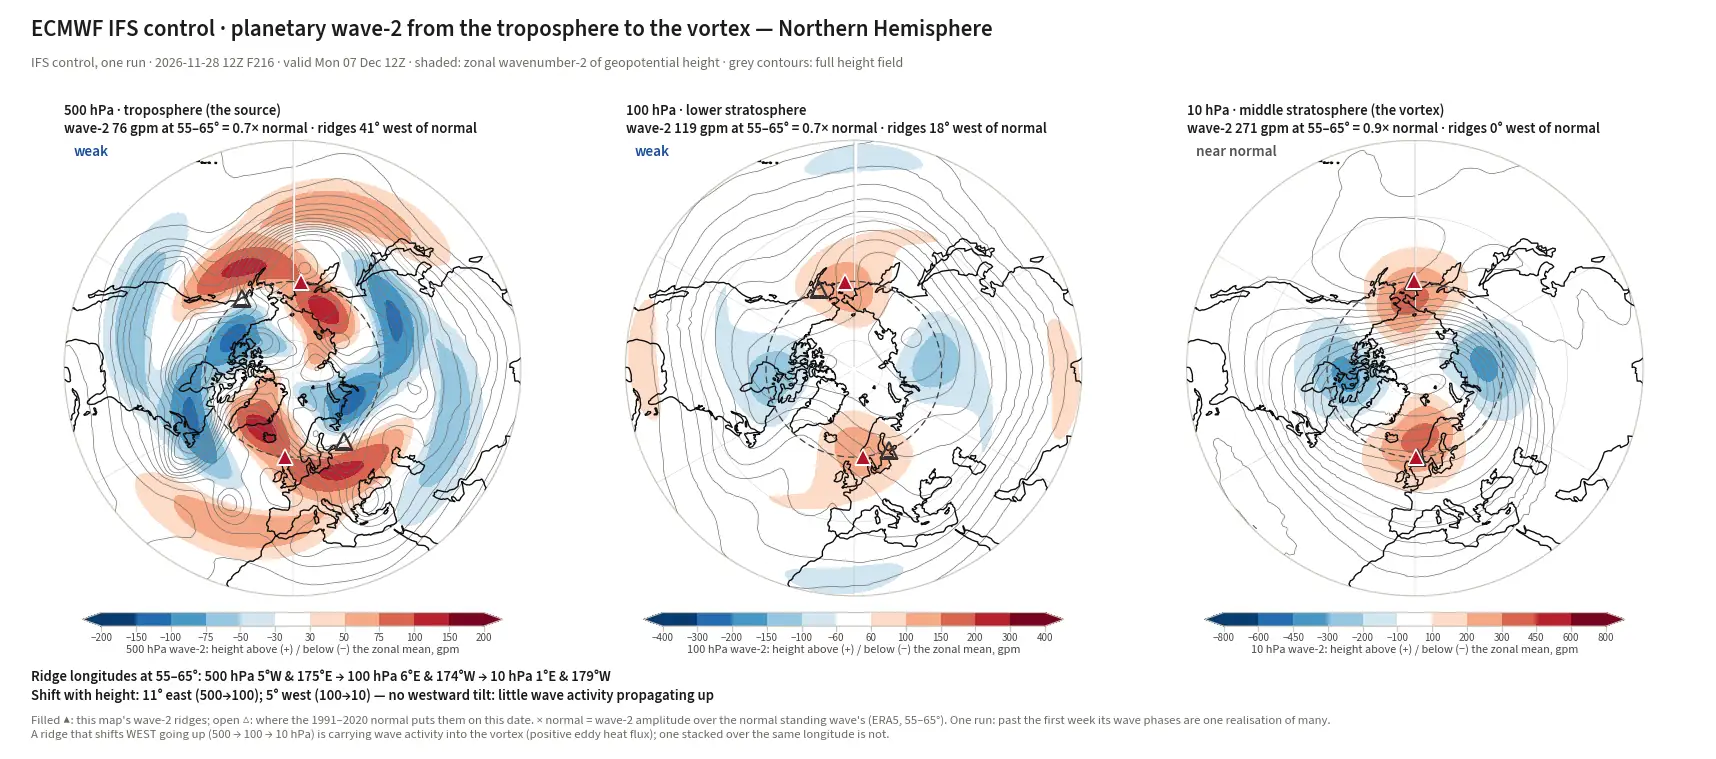 ECMWF IFS control · planetary wave-2 from the troposphere to the vortex — Northern Hemisphere
IFS control, one run · 2026-11-28 12Z F216 · valid Mon 07 Dec 12Z · shaded: zonal wavenumber-2 of geopotential height · grey contours: full height field
500 hPa · troposphere (the source)
wave-2 76 gpm at 55–65° = 0.7× normal · ridges 41° west of normal
weak
100 hPa · lower stratosphere
wave-2 119 gpm at 55–65° = 0.7× normal · ridges 18° west of normal
weak
10 hPa · middle stratosphere (the vortex)
wave-2 271 gpm at 55–65° = 0.9× normal · ridges 0° west of normal
near normal
−200 −150 −100 −75 −50 −30 30 50 75 100 150 200
500 hPa wave-2: height above (+) / below (−) the zonal mean, gpm
−400 −300 −200 −150 −100 −60 60 100 150 200 300 400
100 hPa wave-2: height above (+) / below (−) the zonal mean, gpm
−800 −600 −450 −300 −200 −100 100 200 300 450 600 800
10 hPa wave-2: height above (+) / below (−) the zonal mean, gpm
Ridge longitudes at 55–65°: 500 hPa 5°W & 175°E → 100 hPa 6°E & 174°W → 10 hPa 1°E & 179°W
Shift with height: 11° east (500→100); 5° west (100→10) — no westward tilt: little wave activity propagating up
Filled ▲: this map's wave-2 ridges; open △: where the 1991–2020 normal puts them on this date. × normal = wave-2 amplitude over the normal standing wave's (ERA5, 55–65°). One run: past the first week its wave phases are one realisation of many.
A ridge that shifts WEST going up (500 → 100 → 10 hPa) is carrying wave activity into the vortex (positive eddy heat flux); one stacked over the same longitude is not.